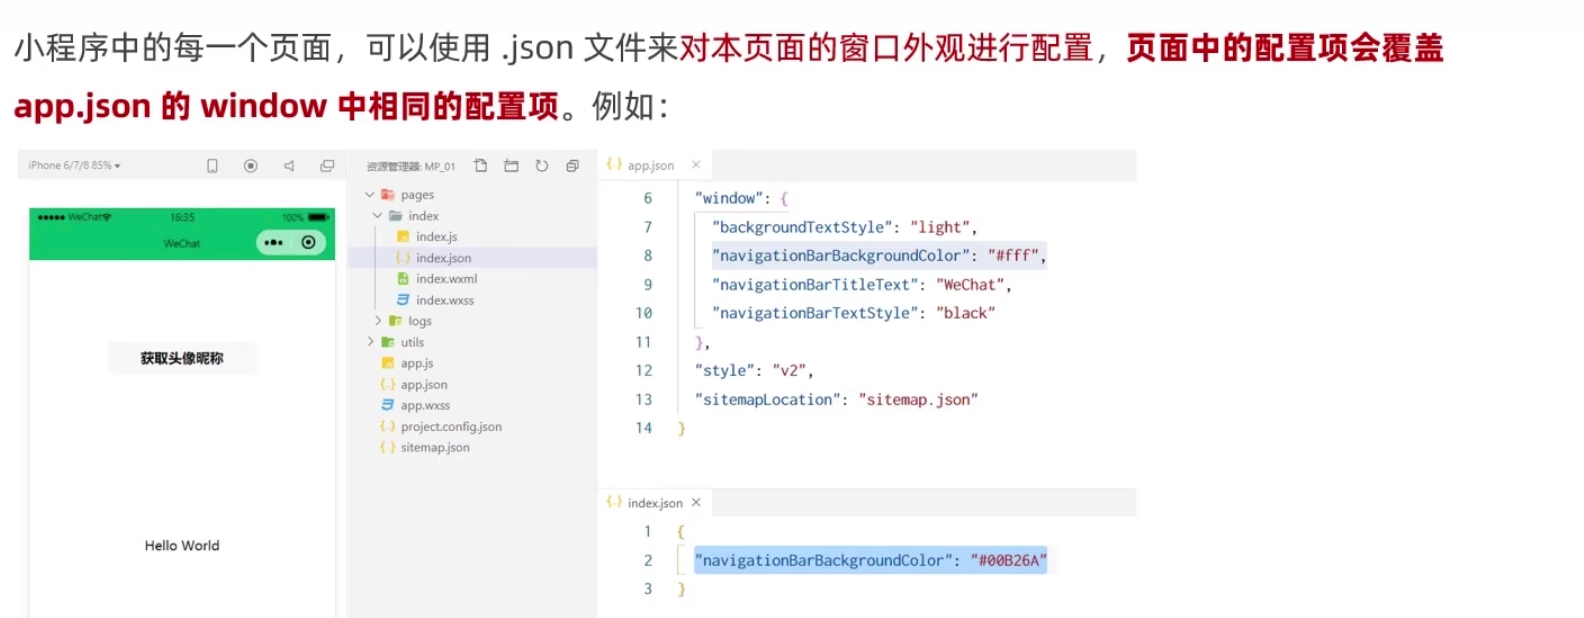 小程序中的每一个页面，可以使用 .json 文件来对本页面的窗口外观进行配置，页面中的配置项会覆盖
app.json 的 window 中相同的配置项。例如：
iPhone 6/7/8 85%
WeChat
16:35
100%
WeChat
获取头像昵称
Hello World
资源管理器: MP_01
pages
index
index.js
index.json
index.wxml
index.wxss
logs
utils
app.js
app.json
app.wxss
project.config.json
sitemap.json
app.json
6 "window": {
7 "backgroundTextStyle": "light",
8 "navigationBarBackgroundColor": "#fff",
9 "navigationBarTitleText": "WeChat",
10 "navigationBarTextStyle": "black"
11 },
12 "style": "v2",
13 "sitemapLocation": "sitemap.json"
14 }
index.json
1 {
2 "navigationBarBackgroundColor": "#00B26A"
3 }